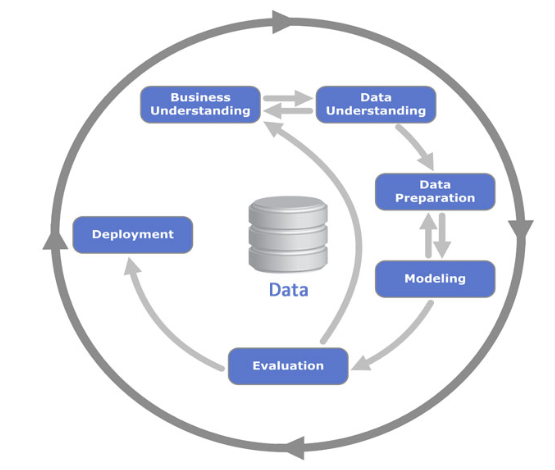 Business
Understanding
Data
Understanding
Data
Preparation
Deployment
Data
Modeling
Evaluation